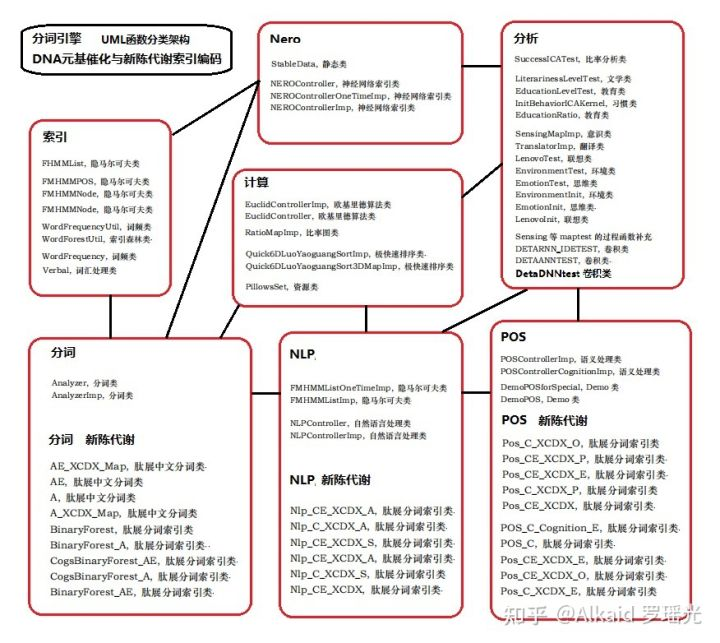 分词引擎 UML函数分类架构
DNA元基催化与新陈代谢索引编码
Nero
StableData, 静态类
NEROController, 神经网络索引类
NEROControllerOneTimeImp, 神经网络索引类
NEROControllerImp, 神经网络索引类
分析
SuccessICATest, 比率分析类
LiterarinessLevelTest, 文学类
EducationLevelTest, 教育类
InitBehaviorICAKernel, 习惯类
EducationRatio, 教育类
SensingMapImp, 意识类
TranslatorImp, 翻译类
LenovoTest, 联想类
EnvironmentTest, 环境类
EmotionTest, 思维类
EnvironmentInit, 环境类
EmotionInit, 思维类
LenovoInit, 联想类
Sensing 等 maptest 的过程函数补充
DETARNN_IDETEST, 卷积类
DETAANNTEST, 卷积类.
DetaDNNtest 卷积类
索引
FHMMList, 隐马尔可夫类
FMHMMPOS, 隐马尔可夫类
FMHMMNode, 隐马尔可夫类
FMHMMNode, 隐马尔可夫类
WordFrequencyUtil, 词频类
WordForestUtil, 索引森林类.
WordFrequency, 词频类
Verbal, 词汇处理类
计算
EuclidControllerImp, 欧基里德算法类
EuclidController, 欧基里德算法类
RatioMapImp, 比率图类
Quick6DLuoYaoguangSortImp, 极快速排序类.
Quick6DLuoYaoguangSort3DMapImp, 极快速排序类
PillowsSet, 资源类
分词
Analyzer, 分词类
AnalyzerImp, 分词类
分词 新陈代谢
AE_XCDX_Map, 肽展中文分词类.
AE, 肽展中文分词类
A, 肽展中文分词类
A_XCDX_Map, 肽展中文分词类.
BinaryForest, 肽展分词索引类
BinaryForest_A, 肽展分词索引类.
CogsBinaryForest_AE, 肽展分词索引类
CogsBinaryForest_A, 肽展分词索引类.
BinaryForest_AE, 肽展分词索引类
NLP,
FMHMMListOneTimeImp, 隐马尔可夫类
FMHMMListImp, 隐马尔可夫类
NLPController, 自然语言处理类
NLPControllerImp, 自然语言处理类
NLP, 新陈代谢
Nlp_CE_XCDX_A, 肽展分词索引类.
Nlp_C_XCDX_A, 肽展分词索引类
Nlp_CE_XCDX_S, 肽展分词索引类
Nlp_CE_XCDX_A, 肽展分词索引类.
Nlp_C_XCDX_S, 肽展分词索引类
Nlp_CE_XCDX, 肽展分词索引类
POS
POSControllerImp, 语义处理类
POSControllerCognitionImp, 语义处理类
DemoPOSforSpecial, Demo 类
DemoPOS, Demo 类
POS 新陈代谢
Pos_C_XCDX_O, 肽展分词索引类
Pos_CE_XCDX_P, 肽展分词索引类
Pos_CE_XCDX_E, 肽展分词索引类
Pos_C_XCDX_P, 肽展分词索引类
Pos_CE_XCDX, 肽展分词索引类
POS_C_Cognition_E, 肽展分词索引类
POS_C, 肽展分词索引类
Pos_CE_XCDX_E, 肽展分词索引类
Pos_CE_XCDX_O, 肽展分词索引类
Pos_C_XCDX_E, 肽展分词索引类
知乎 @Alkaid 罗瑶光